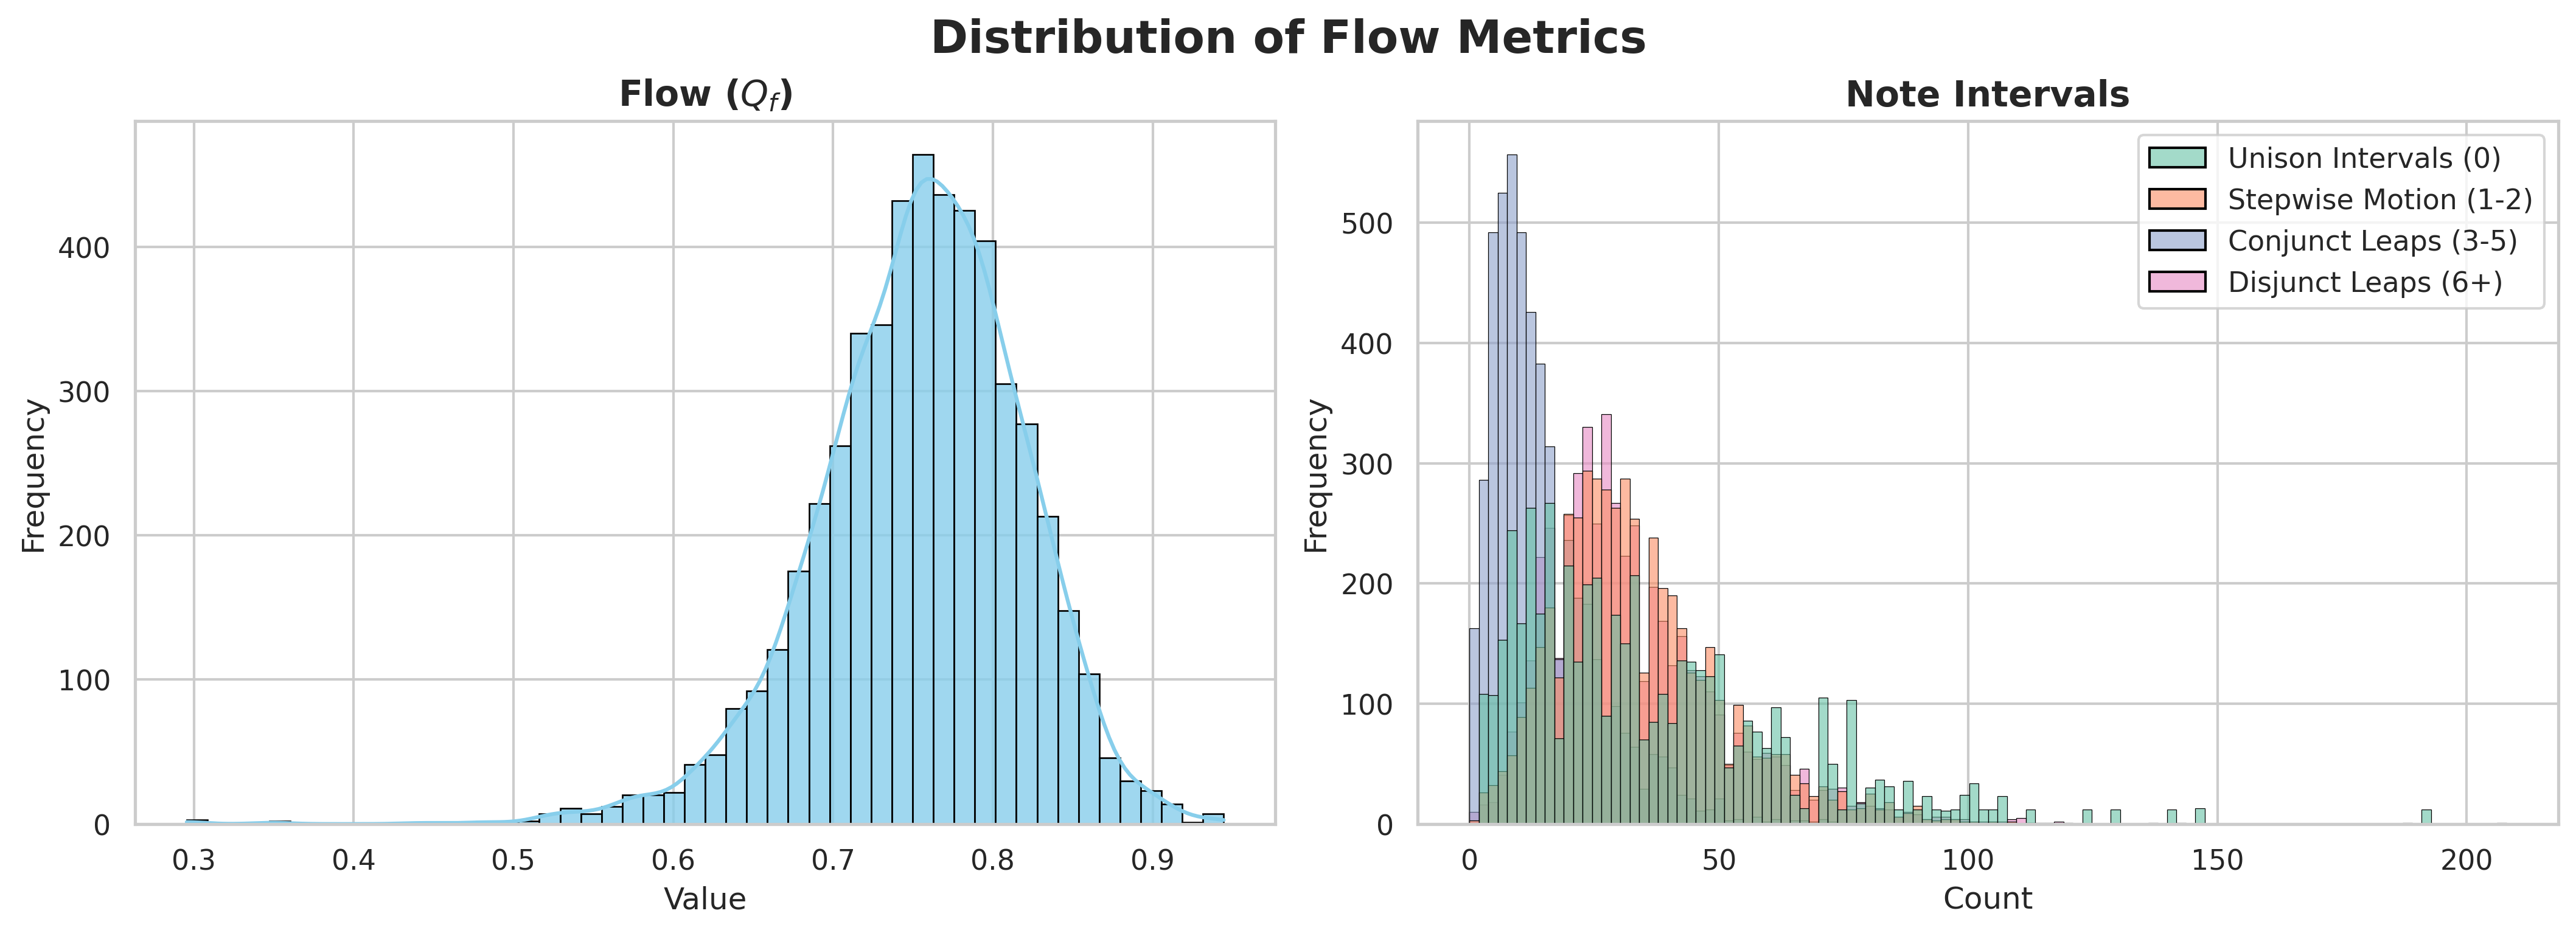 Distribution of Flow Metrics
Flow (Q_f)
Frequency
400
300
200
100
0
0.3 0.4 0.5 0.6 0.7 0.8 0.9
Value
Note Intervals
Unison Intervals (0)
Stepwise Motion (1-2)
Conjunct Leaps (3-5)
Disjunct Leaps (6+)
Frequency
500
400
300
200
100
0
0 50 100 150 200
Count